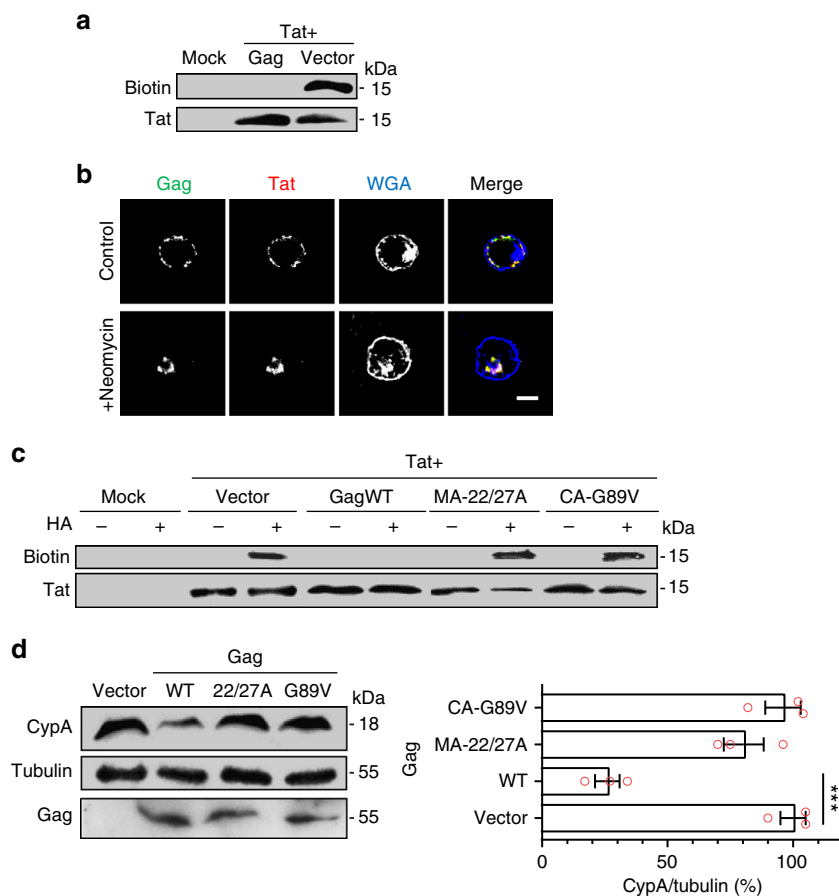 a
Tat+
Mock Gag Vector kDa
Biotin - 15
Tat - 15
b
Gag Tat WGA Merge
Control
+Neomycin
c
Tat+
Mock Vector GagWT MA-22/27A CA-G89V
HA – + – + – + – + – + kDa
Biotin - 15
Tat - 15
d
Gag
Vector WT 22/27A G89V kDa
CypA - 18
Tubulin - 55
Gag - 55
Gag
CA-G89V
MA-22/27A
WT
Vector
***
0 50 100
CypA/tubulin (%)